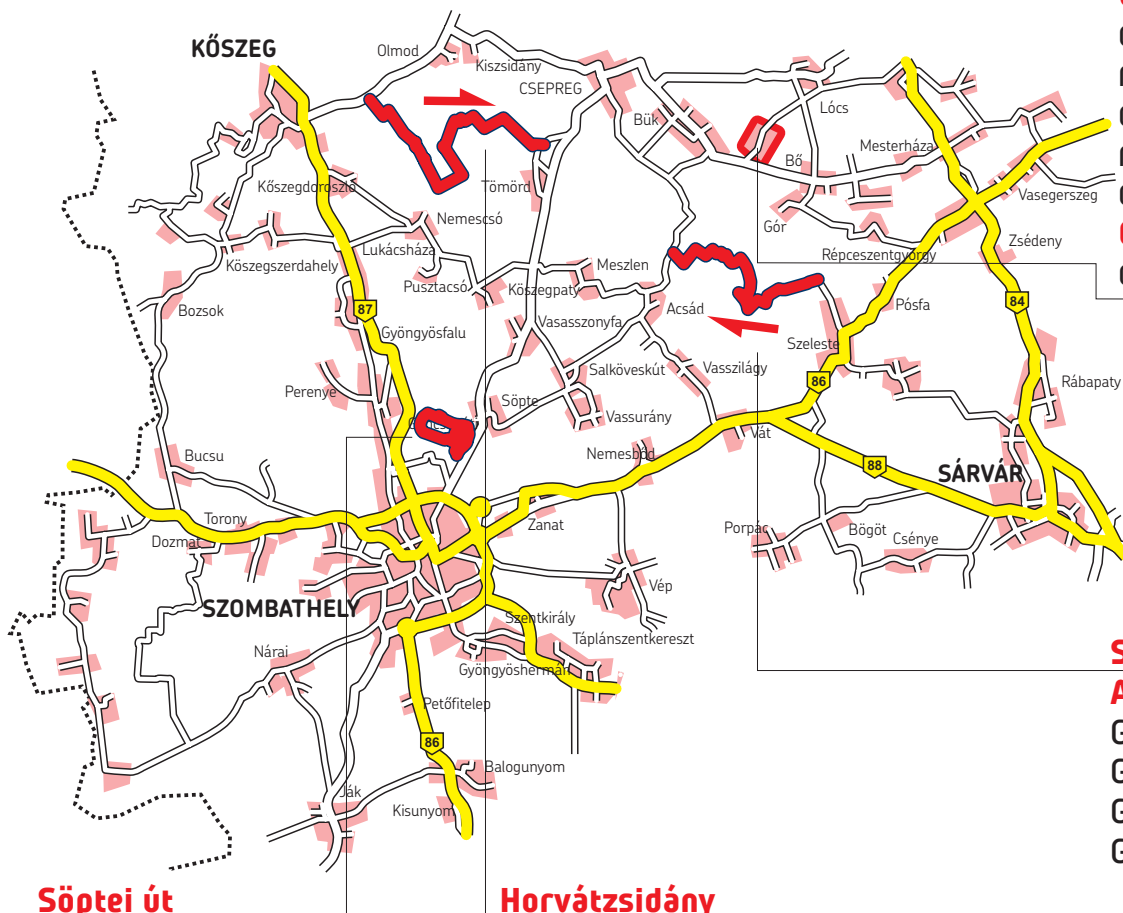 KŐSZEG
Olmod
Kiszsidány
CSEPREG
Bük
Lócs
Mesterháza
Bő
Vasegerszeg
Kőszegdoroszló
Tömörd
Nemescsó
Gór
Zsédeny
Lukácsháza
Köszegszerdahely
Répceszentgyörgy
Meszlen
Pusztacsó
Köszegpaty
Bozsok
87
Acsád
Pósfa
84
Gyöngyösfalu
Vasasszonyfa
Szeleste
Salköveskút
Vasszilágy
86
Rábapaty
Perenye
Söpte
Vassurány
Vát
Nemesbőd
Bucsu
88
SÁRVÁR
Torony
Zanat
Porpác
Bögöt
Csénye
Dozmat
Vép
SZOMBATHELY
Szentkirály
Táplánszentkereszt
Nárai
Gyöngyöshermán
Petőfitelep
86
Balogunyom
Ják
Kisunyom
Söptei út
Horvátzsidány
S
A
G
G
G
G